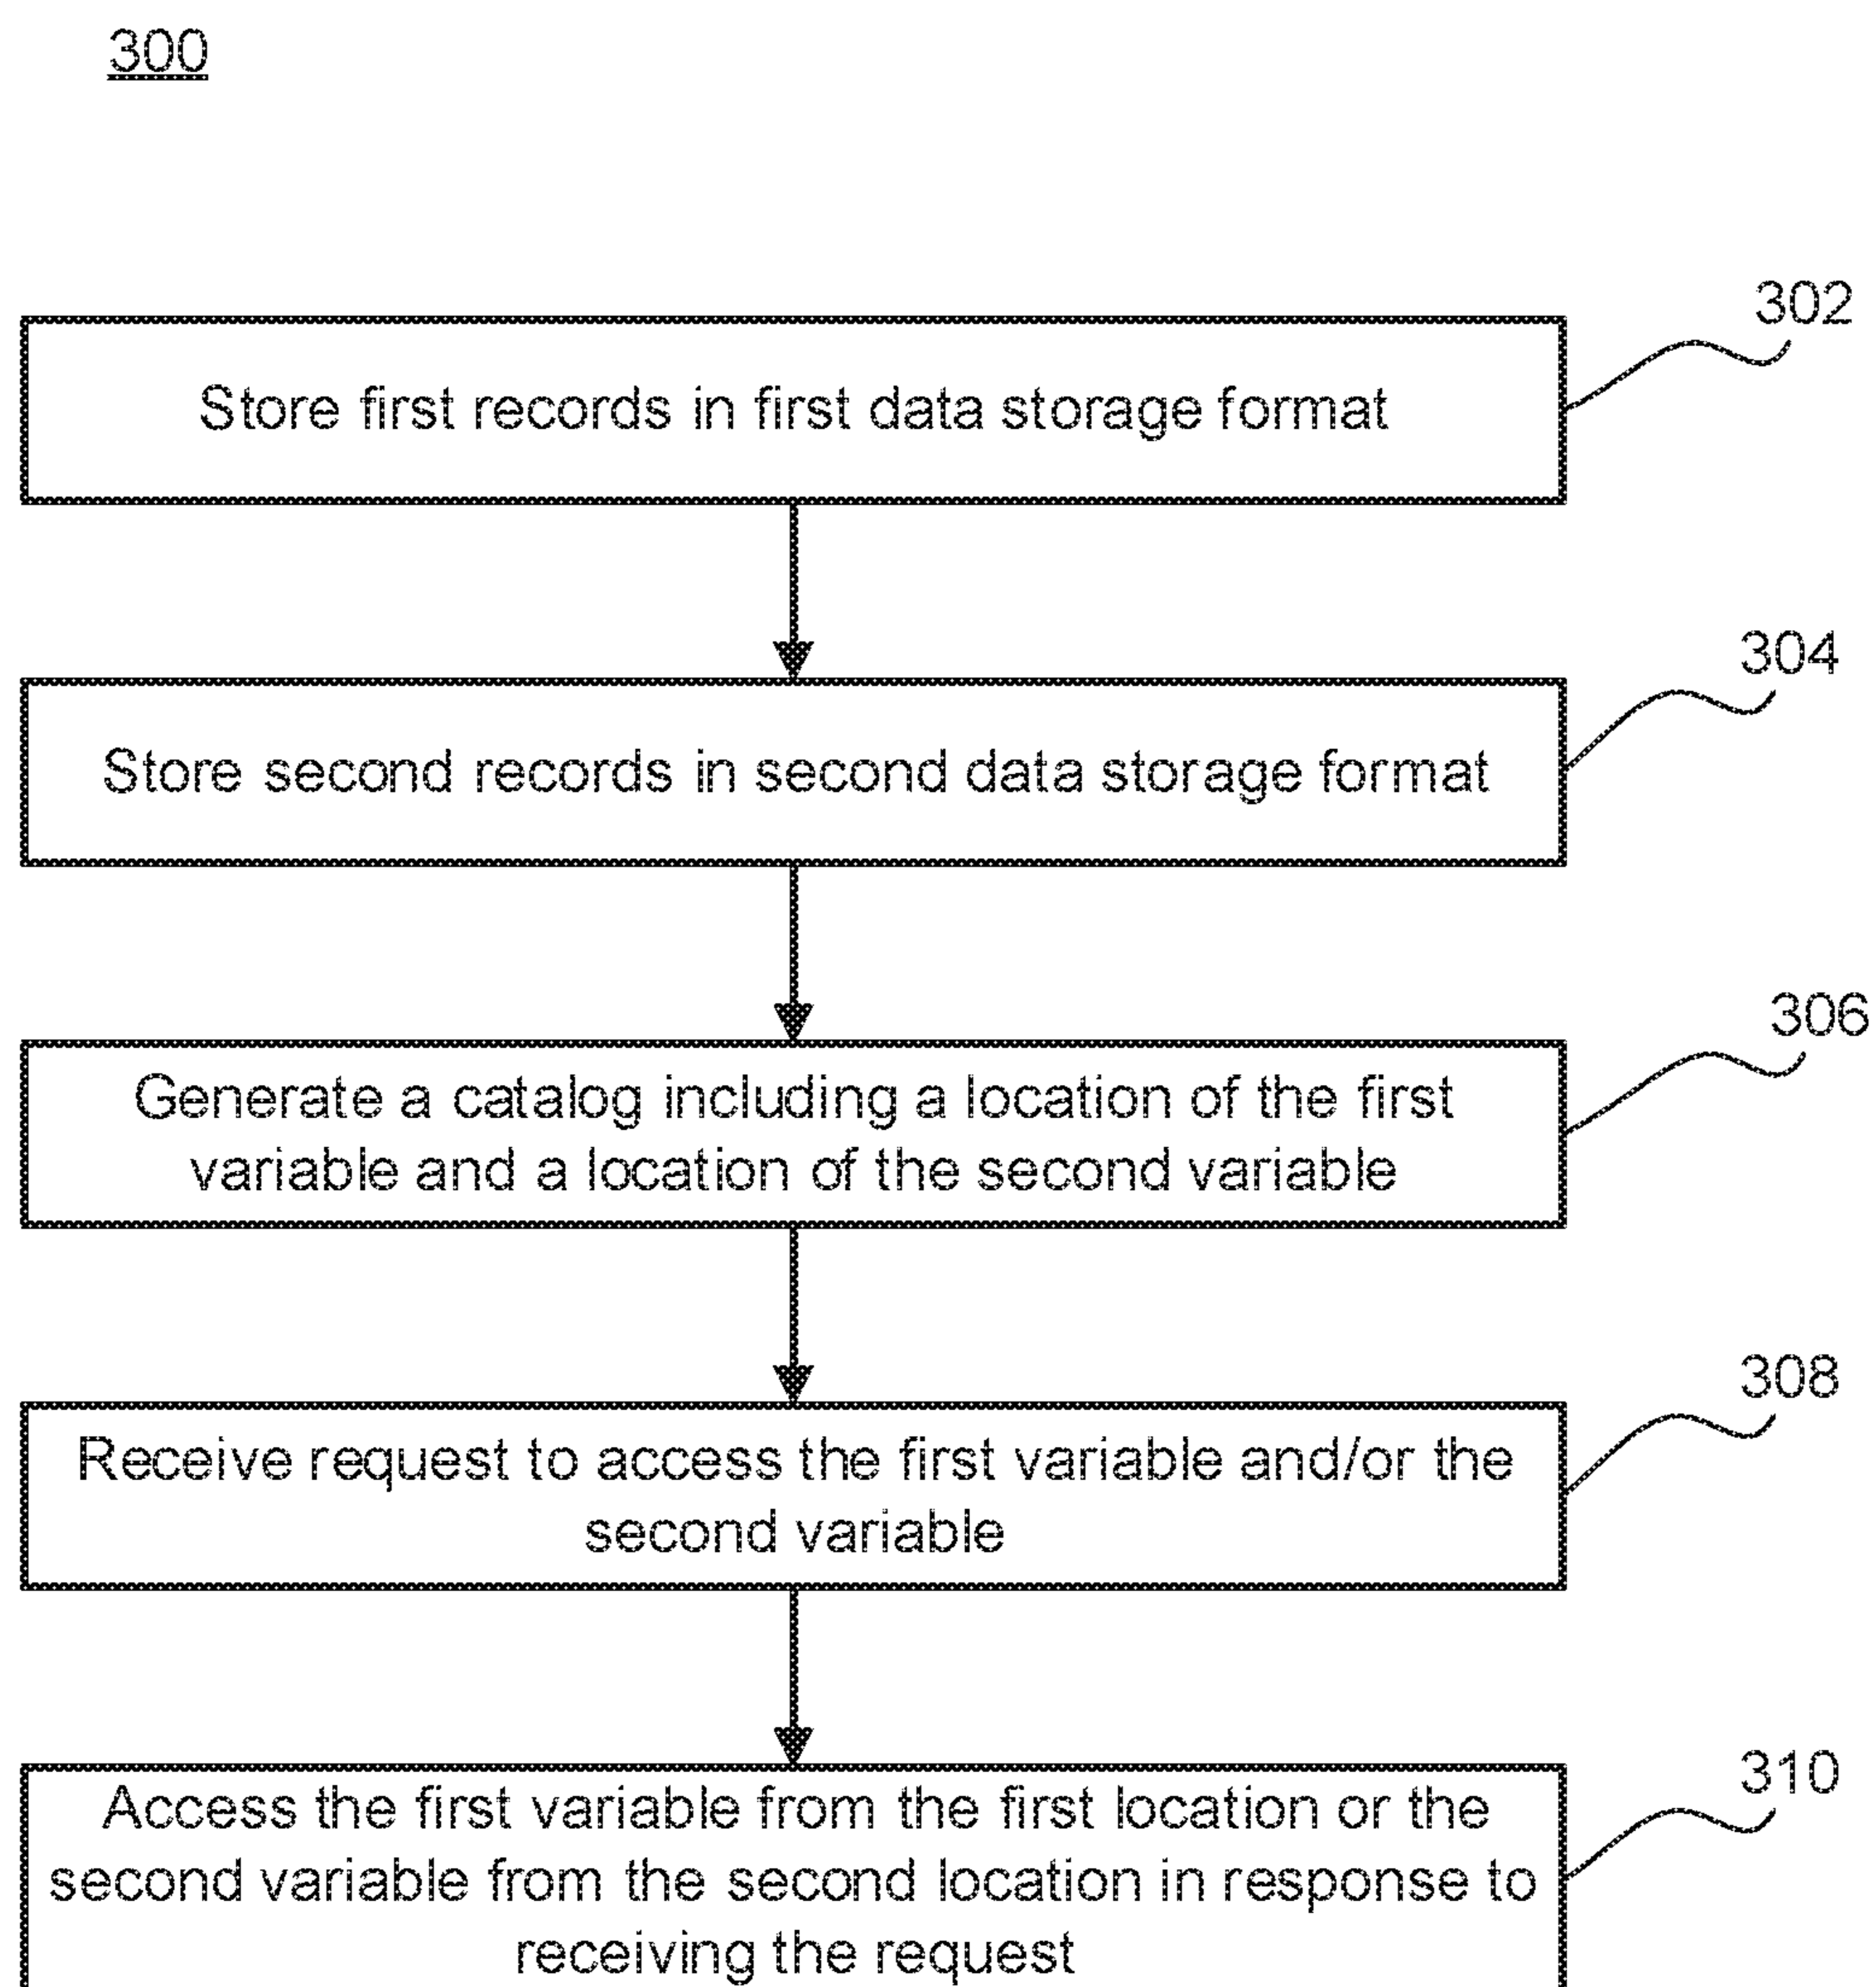 300
302
Store first records in first data storage format
304
Store second records in second data storage format
306
Generate a catalog including a location of the first
variable and a location of the second variable
308
Receive request to access the first variable and/or the
second variable
310
Access the first variable from the first location or the
second variable from the second location in response to
receiving the request